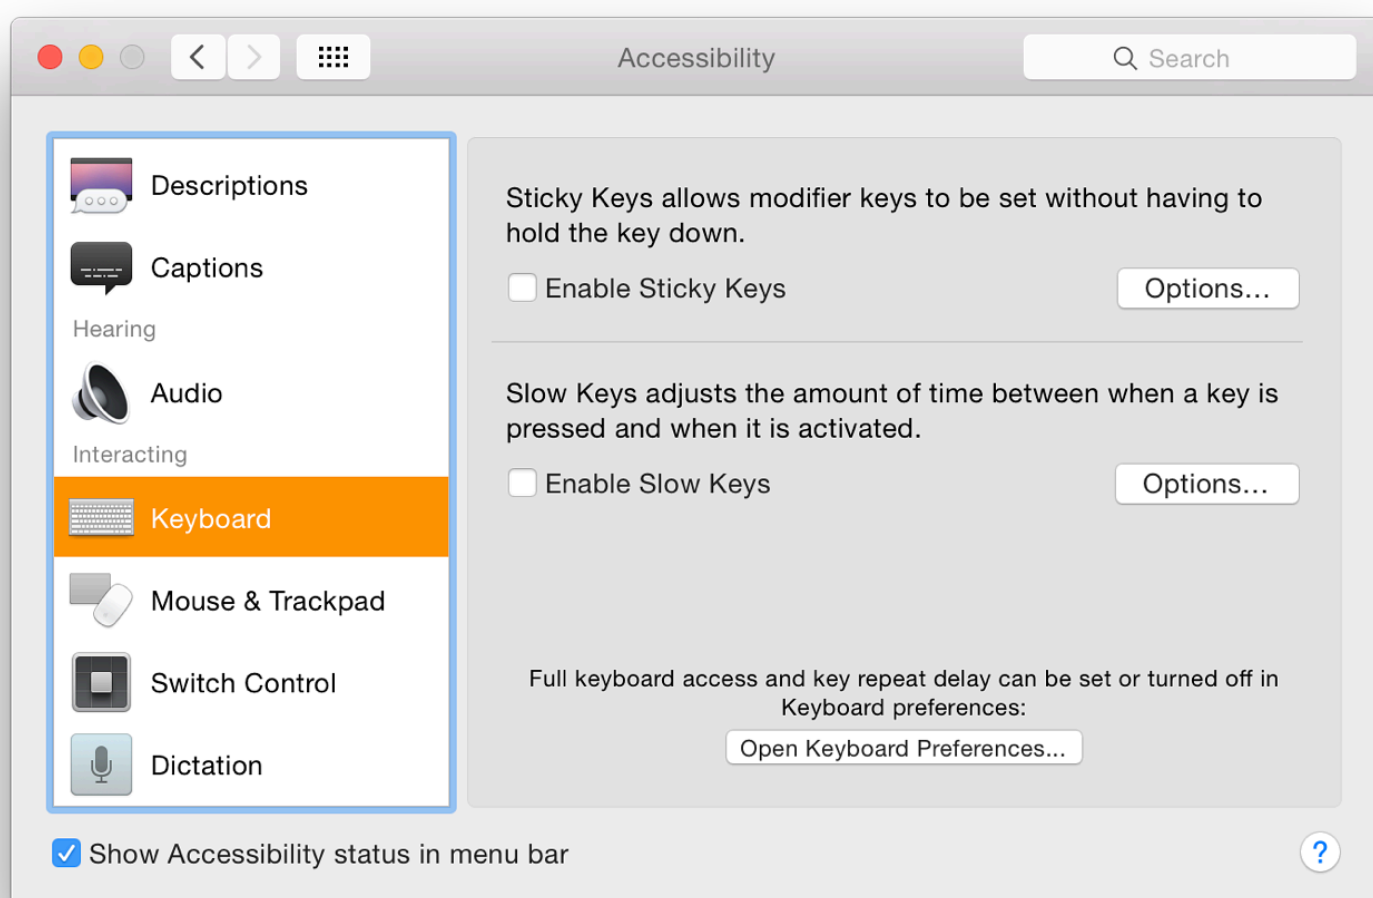 Accessibility
Search
Descriptions
Captions
Hearing
Audio
Interacting
Keyboard
Mouse & Trackpad
Switch Control
Dictation
Sticky Keys allows modifier keys to be set without having to
hold the key down.
Enable Sticky Keys
Options...
Slow Keys adjusts the amount of time between when a key is
pressed and when it is activated.
Enable Slow Keys
Options...
Full keyboard access and key repeat delay can be set or turned off in
Keyboard preferences:
Open Keyboard Preferences...
Show Accessibility status in menu bar
?